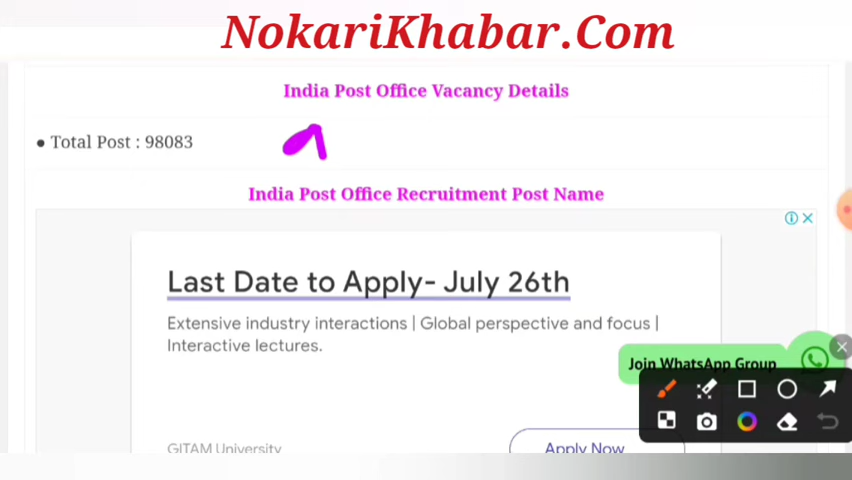 NokariKhabar.Com
India Post Office Vacancy Details
● Total Post : 98083
India Post Office Recruitment Post Name
Last Date to Apply- July 26th
Extensive industry interactions | Global perspective and focus |
Interactive lectures.
Join WhatsApp Group
GITAM University
Apply Now